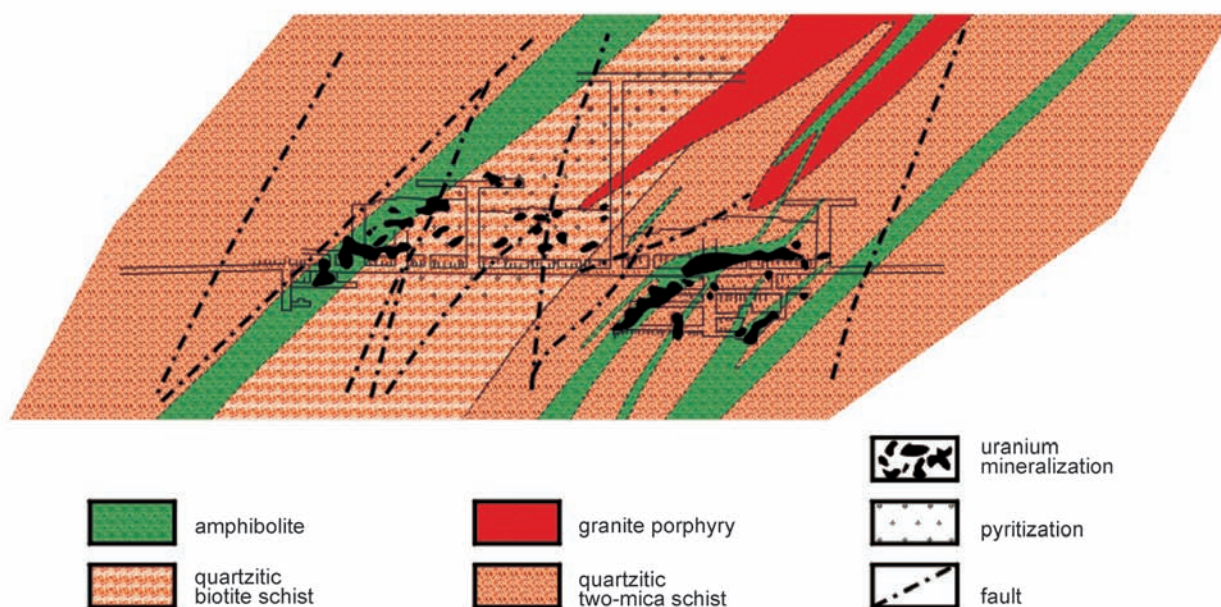 uranium
mineralization
amphibolite
granite porphyry
pyritization
quartzitic
biotite schist
quartzitic
two-mica schist
fault